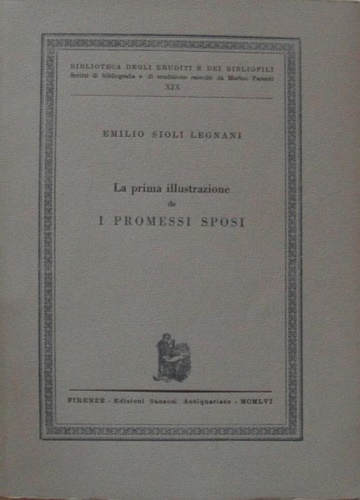 BIBLIOTECA DEGLI ERUDITI E DEI BIBLIOFILI
Scritti di bibliografia e di erudizione raccolti da Marino Parenti
XIX
EMILIO SIOLI LEGNANI
La prima illustrazione
de
I PROMESSI SPOSI
FIRENZE - Edizioni Sansoni Antiquariato - MCMLVI